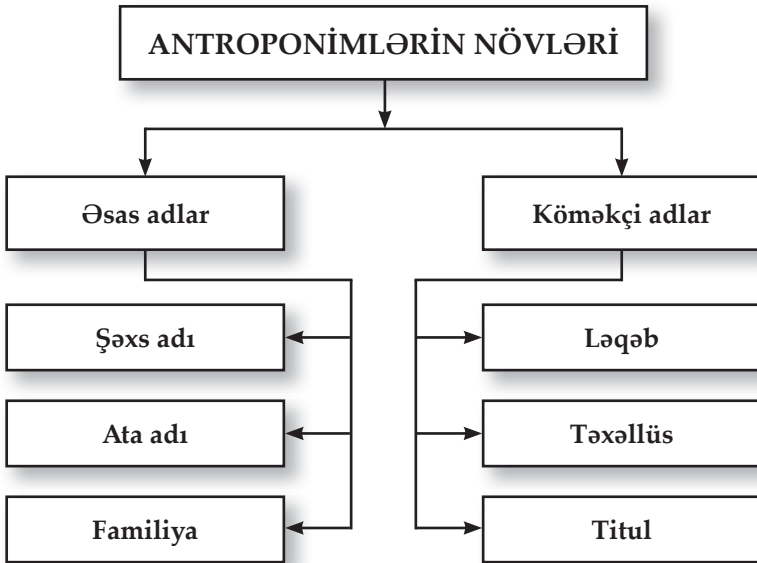 ANTROPONİMLƏRİN NÖVLƏRİ
Əsas adlar
Köməkçi adlar
Şəxs adı
Ləqəb
Ata adı
Təxəllüs
Familiya
Titul